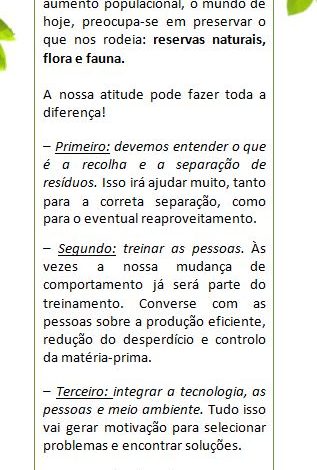 aumento populacional, o mundo de
hoje, preocupa-se em preservar o
que nos rodeia: reservas naturais,
flora e fauna.
A nossa atitude pode fazer toda a
diferença!
– Primeiro: devemos entender o que
é a recolha e a separação de
resíduos. Isso irá ajudar muito, tanto
para a correta separação, como
para o eventual reaproveitamento.
– Segundo: treinar as pessoas. Às
vezes a nossa mudança de
comportamento já será parte do
treinamento. Converse com as
pessoas sobre a produção eficiente,
redução do desperdício e controlo
da matéria-prima.
– Terceiro: integrar a tecnologia, as
pessoas e meio ambiente. Tudo isso
vai gerar motivação para selecionar
problemas e encontrar soluções.